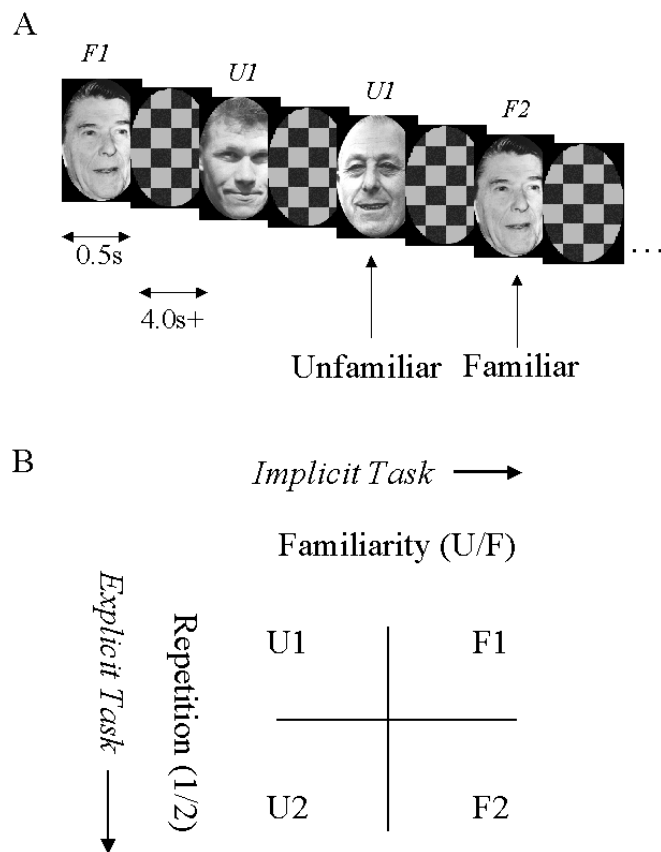 A
F1
U1
U1
F2
0.5s
4.0s+
...
Unfamiliar Familiar
B
Implicit Task
Familiarity (U/F)
Explicit Task
Repetition (1/2)
U1 F1
U2 F2